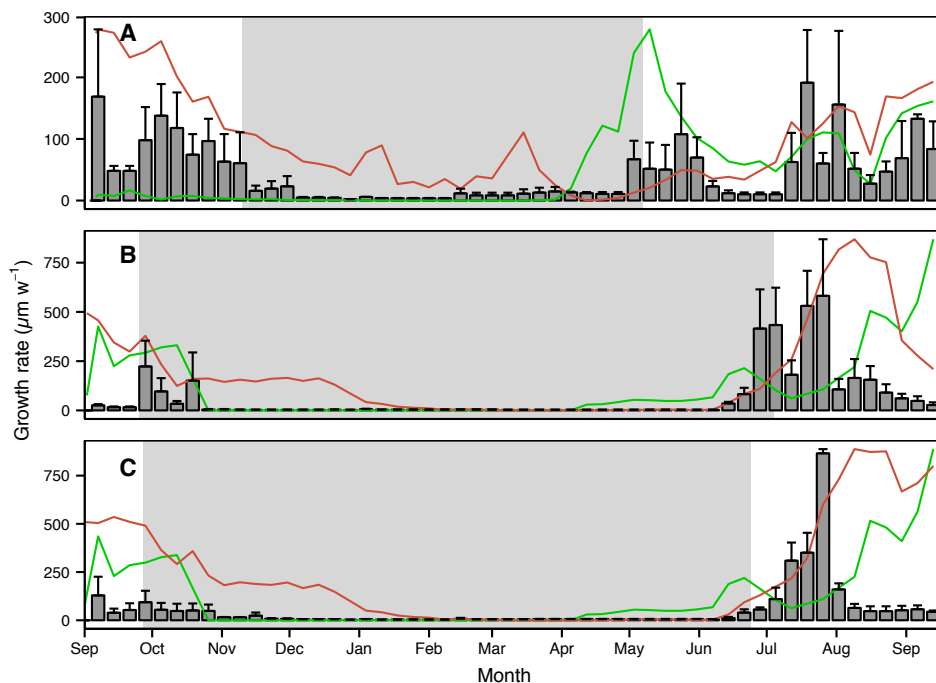 A
300
200
100
0
B
750
500
250
0
C
750
500
250
0
Growth rate (µm w⁻¹)
Sep Oct Nov Dec Jan Feb Mar Apr May Jun Jul Aug Sep
Month